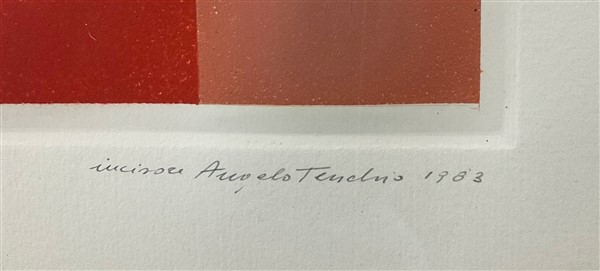 incisore Angelo Tenchio 1983